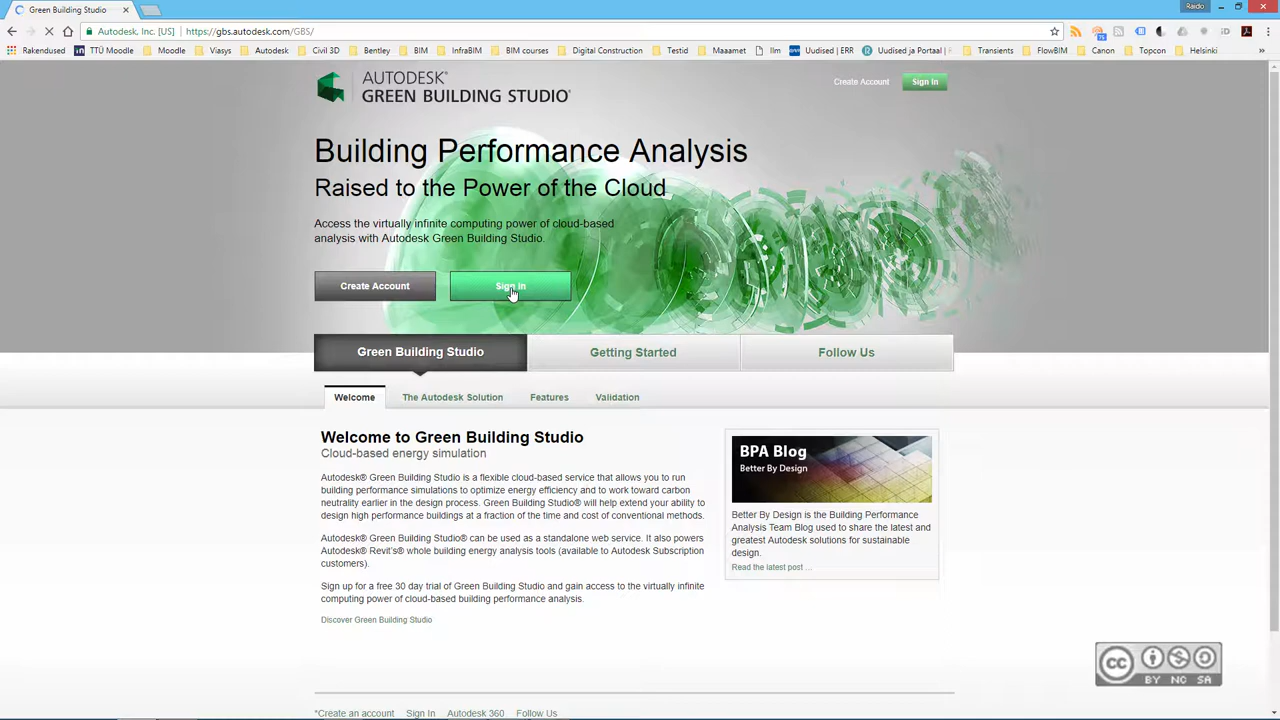 Green Building Studio
Raido
Autodesk, Inc. [US] https://gbs.autodesk.com/GBS/
Rakendused TTÜ Moodle Moodle Viasys Autodesk Civil 3D Bentley BIM InfraBIM BIM courses Digital Construction Testid Maaamet Ilm Uudised | ERR Uudised ja Portaal | R Transients FlowBIM Canon Topcon Helsinki »
AUTODESK®
GREEN BUILDING STUDIO®
Create Account Sign In
Building Performance Analysis
Raised to the Power of the Cloud
Access the virtually infinite computing power of cloud-based
analysis with Autodesk Green Building Studio.
Create Account Sign in
Green Building Studio Getting Started Follow Us
Welcome The Autodesk Solution Features Validation
Welcome to Green Building Studio
Cloud-based energy simulation
Autodesk® Green Building Studio is a flexible cloud-based service that allows you to run
building performance simulations to optimize energy efficiency and to work toward carbon
neutrality earlier in the design process. Green Building Studio® will help extend your ability to
design high performance buildings at a fraction of the time and cost of conventional methods.
Autodesk® Green Building Studio® can be used as a standalone web service. It also powers
Autodesk® Revit's® whole building energy analysis tools (available to Autodesk Subscription
customers).
Sign up for a free 30 day trial of Green Building Studio and gain access to the virtually infinite
computing power of cloud-based building performance analysis.
Discover Green Building Studio
BPA Blog
Better By Design
Better By Design is the Building Performance
Analysis Team Blog used to share the latest and
greatest Autodesk solutions for sustainable
design.
Read the latest post ...
CC
BY NC SA
*Create an account Sign In Autodesk 360 Follow Us